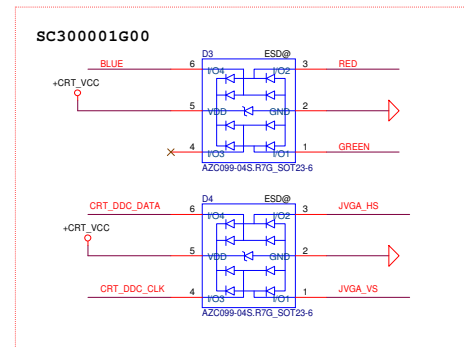 SC300001G00
D3 ESD@
BLUE 6 I/O4 I/O2 3 RED
+CRT_VCC
5 VDD GND 2
4 I/O3 I/O1 1 GREEN
AZC099-04S.R7G_SOT23-6
D4 ESD@
CRT_DDC_DATA 6 I/O4 I/O2 3 JVGA_HS
+CRT_VCC
5 VDD GND 2
CRT_DDC_CLK 4 I/O3 I/O1 1 JVGA_VS
AZC099-04S.R7G_SOT23-6